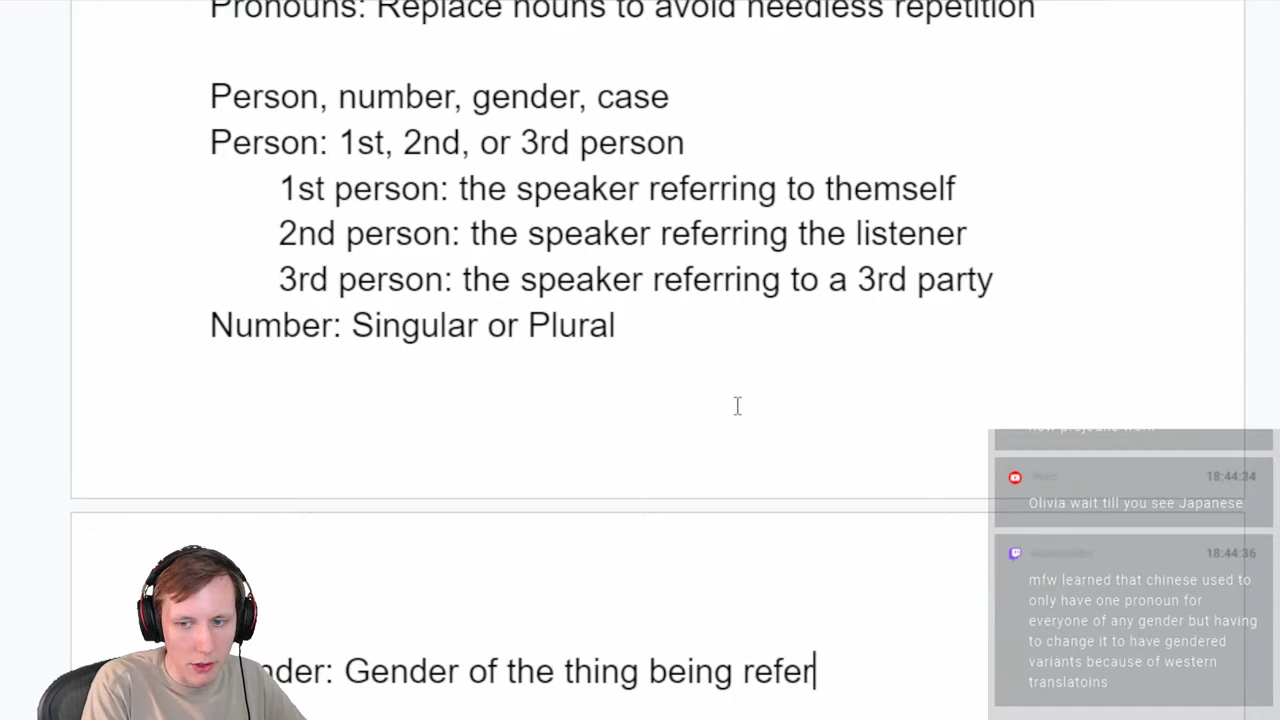 Pronouns: Replace nouns to avoid needless repetition
Person, number, gender, case
Person: 1st, 2nd, or 3rd person
1st person: the speaker referring to themself
2nd person: the speaker referring the listener
3rd person: the speaker referring to a 3rd party
Number: Singular or Plural
nder: Gender of the thing being refer
18:44:34
Olivia wait till you see Japanese
18:44:36
mfw learned that chinese used to
only have one pronoun for
everyone of any gender but having
to change it to have gendered
variants because of western
translatoins